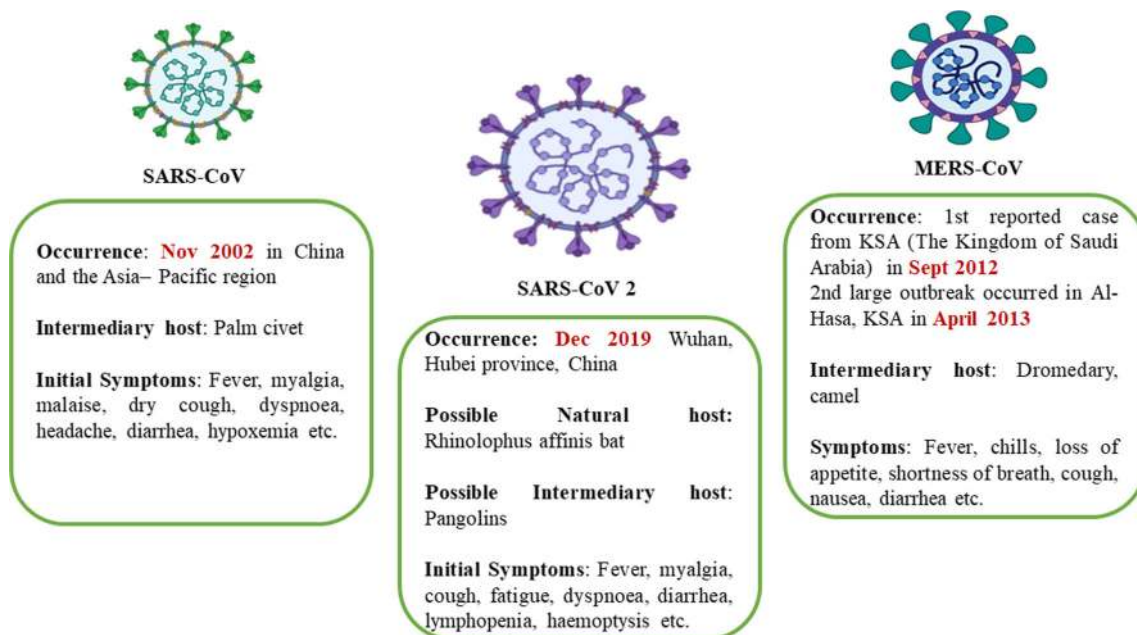 SARS-CoV
Occurrence: Nov 2002 in China
and the Asia– Pacific region
Intermediary host: Palm civet
Initial Symptoms: Fever, myalgia,
malaise, dry cough, dyspnoea,
headache, diarrhea, hypoxemia etc.
SARS-CoV 2
Occurrence: Dec 2019 Wuhan,
Hubei province, China
Possible Natural host:
Rhinolophus affinis bat
Possible Intermediary host:
Pangolins
Initial Symptoms: Fever, myalgia,
cough, fatigue, dyspnoea, diarrhea,
lymphopenia, haemoptysis etc.
MERS-CoV
Occurrence: 1st reported case
from KSA (The Kingdom of Saudi
Arabia) in Sept 2012
2nd large outbreak occurred in Al-
Hasa, KSA in April 2013
Intermediary host: Dromedary,
camel
Symptoms: Fever, chills, loss of
appetite, shortness of breath, cough,
nausea, diarrhea etc.